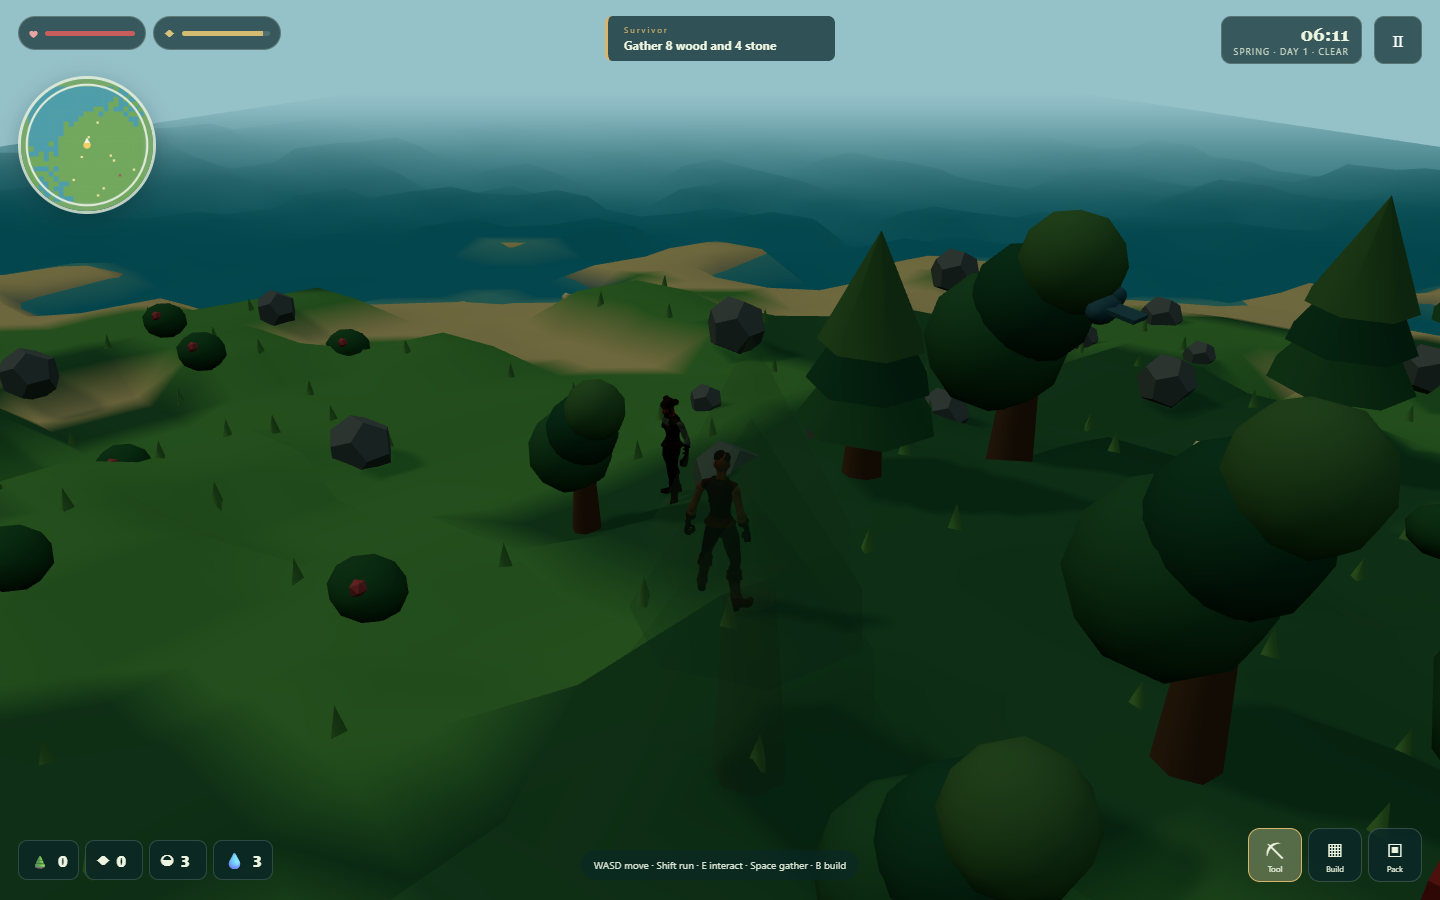 Survivor
Gather 8 wood and 4 stone
06:11
SPRING · DAY 1 · CLEAR
II
0
0
3
3
WASD move · Shift run · E interact · Space gather · B build
Tool
Build
Pack